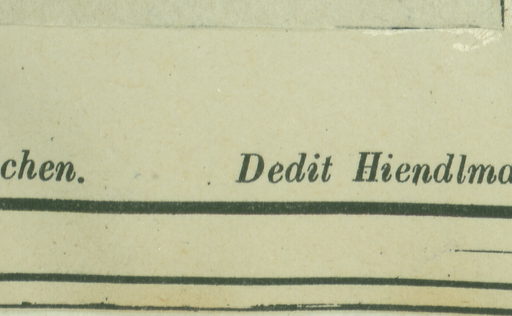 chen. Dedit Hiendlma